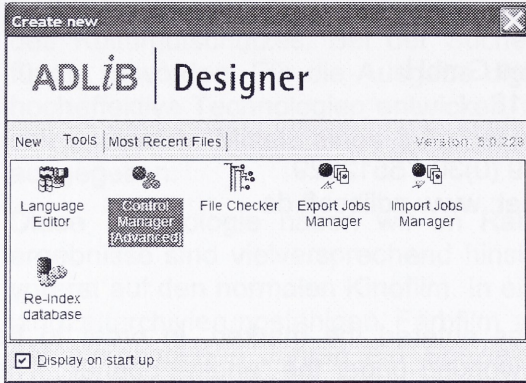 Create new
ADLiB Designer
New Tools Most Recent Files Version: 5.0.228
Language Editor
Control Manager (Advanced)
File Checker
Export Jobs Manager
Import Jobs Manager
Re-Index database
Display on start up